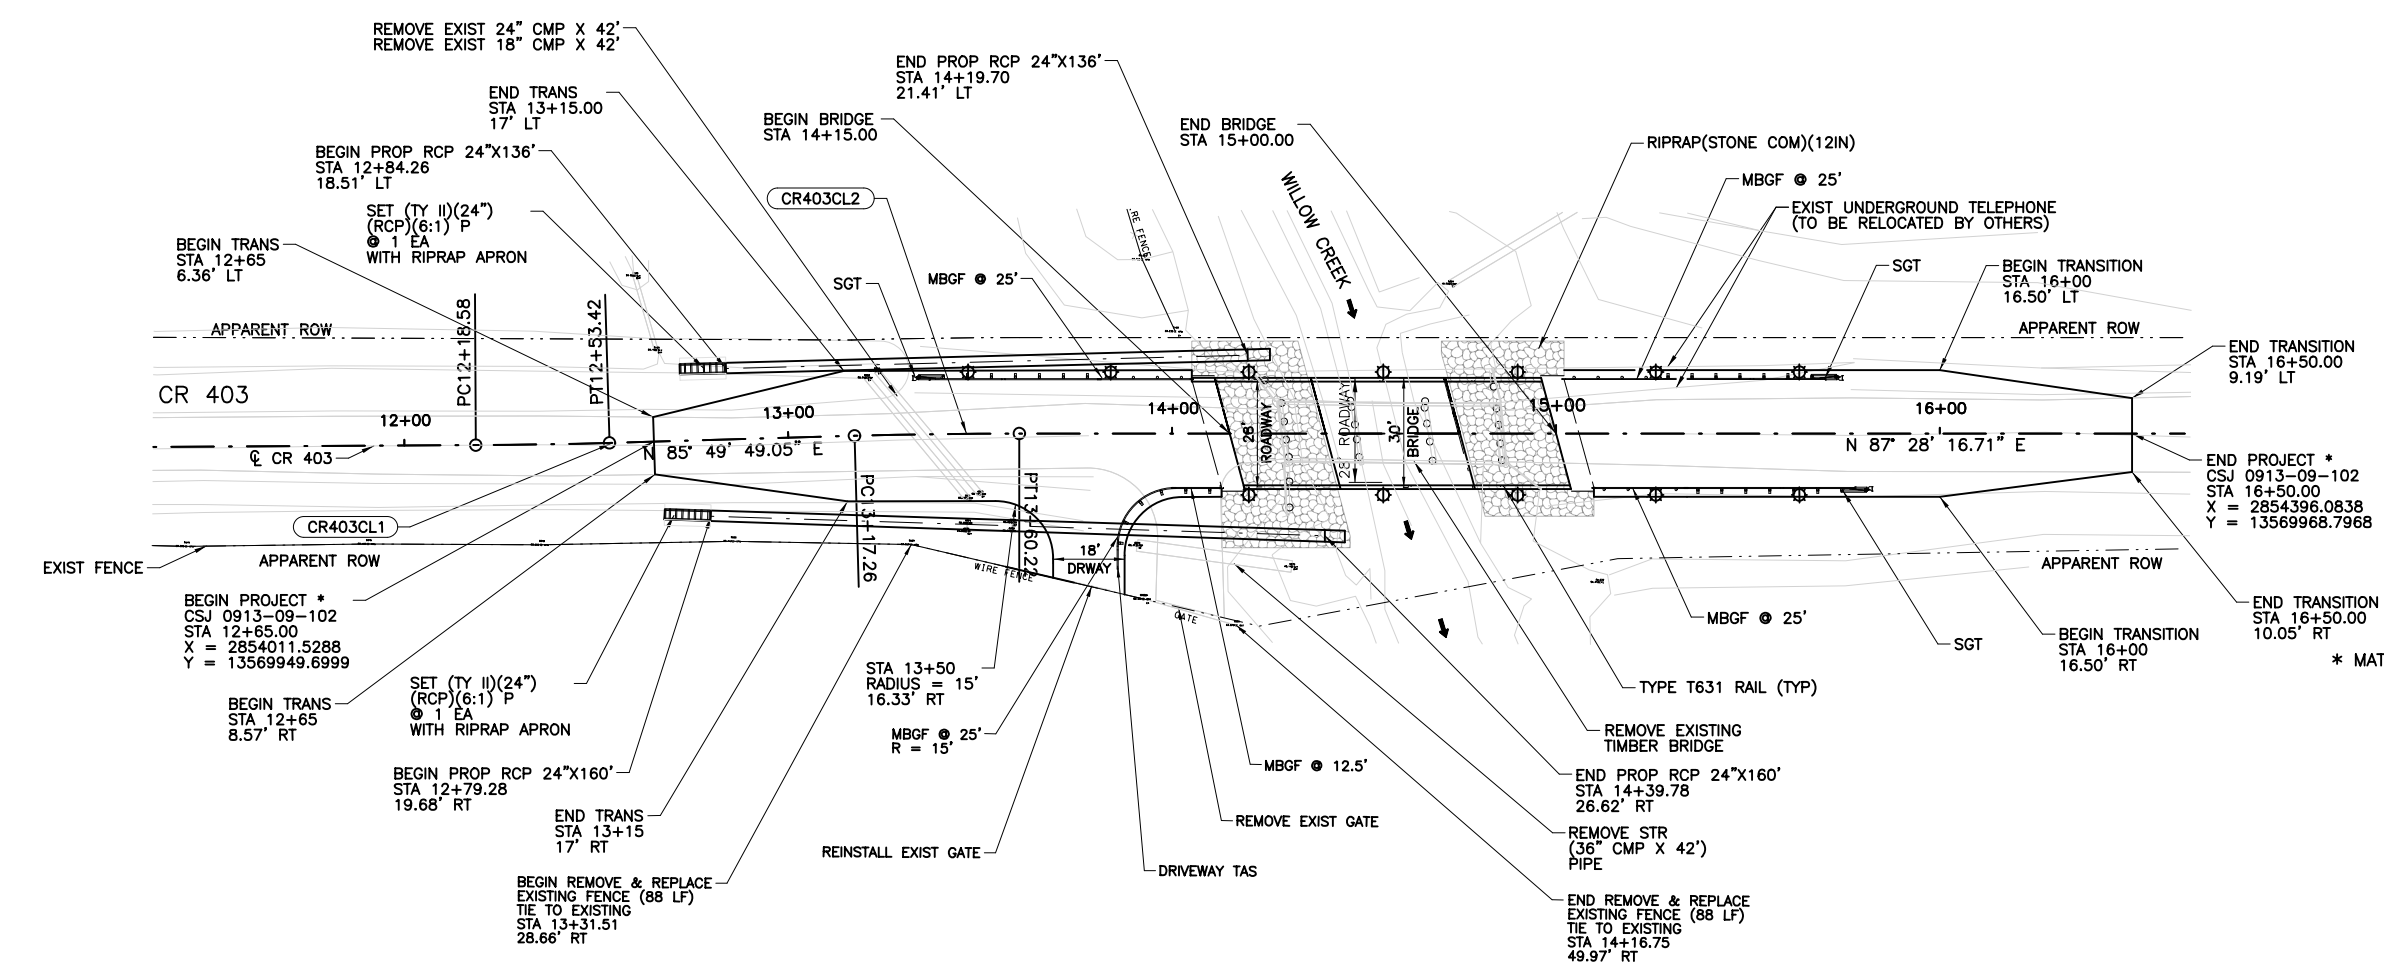 REMOVE EXIST 24" CMP X 42'
REMOVE EXIST 18" CMP X 42'
END TRANS
STA 13+15.00
17' LT
BEGIN PROP RCP 24"X136'
STA 12+84.26
18.51' LT
SET (TY II)(24")
(RCP)(6:1) P
@ 1 EA
WITH RIPRAP APRON
BEGIN TRANS
STA 12+65
6.36' LT
END PROP RCP 24"X136'
STA 14+19.70
21.41' LT
BEGIN BRIDGE
STA 14+15.00
CR403CL2
SGT
MBGF @ 25'
END BRIDGE
STA 15+00.00
WILLOW CREEK
RIPRAP(STONE COM)(12IN)
MBGF @ 25'
EXIST UNDERGROUND TELEPHONE
(TO BE RELOCATED BY OTHERS)
SGT
BEGIN TRANSITION
STA 16+00
16.50' LT
APPARENT ROW
APPARENT ROW
END TRANSITION
STA 16+50.00
9.19' LT
PC12+18.58
PT12+53.42
CR 403
12+00
13+00
14+00
15+00
16+00
℄ CR 403
N 85° 49' 49.05" E
N 87° 28' 16.71" E
28'
ROADWAY
28' ROADWAY
30'
BRIDGE
PC13+17.26
PT13+60.22
END PROJECT *
CSJ 0913-09-102
STA 16+50.00
X = 2854396.0838
Y = 13569968.7968
CR403CL1
EXIST FENCE
APPARENT ROW
WIRE FENCE
18'
DRWAY
GATE
APPARENT ROW
BEGIN PROJECT *
CSJ 0913-09-102
STA 12+65.00
X = 2854011.5288
Y = 13569949.6999
BEGIN TRANS
STA 12+65
8.57' RT
SET (TY II)(24")
(RCP)(6:1) P
@ 1 EA
WITH RIPRAP APRON
BEGIN PROP RCP 24"X160'
STA 12+79.28
19.68' RT
END TRANS
STA 13+15
17' RT
BEGIN REMOVE & REPLACE
EXISTING FENCE (88 LF)
TIE TO EXISTING
STA 13+31.51
28.66' RT
STA 13+50
RADIUS = 15'
16.33' RT
MBGF @ 25'
R = 15'
REINSTALL EXIST GATE
DRIVEWAY TAS
REMOVE EXIST GATE
MBGF @ 12.5'
END TRANSITION
STA 16+50.00
10.05' RT
* MAT
MBGF @ 25'
SGT
BEGIN TRANSITION
STA 16+00
16.50' RT
TYPE T631 RAIL (TYP)
REMOVE EXISTING
TIMBER BRIDGE
END PROP RCP 24"X160'
STA 14+39.78
26.62' RT
REMOVE STR
(36" CMP X 42')
PIPE
END REMOVE & REPLACE
EXISTING FENCE (88 LF)
TIE TO EXISTING
STA 14+16.75
49.97' RT